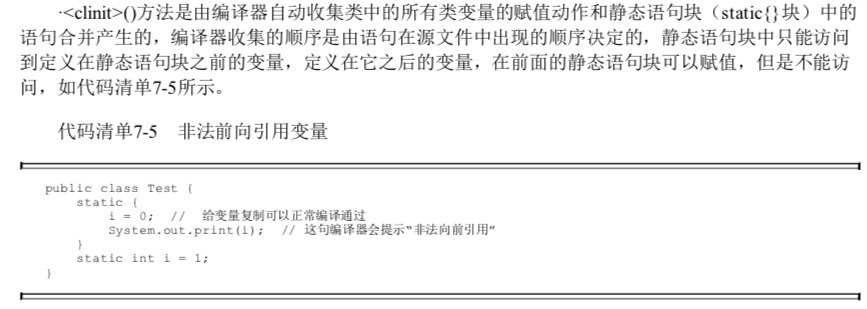 ·<clinit>()方法是由编译器自动收集类中的所有类变量的赋值动作和静态语句块（static{}块）中的
语句合并产生的，编译器收集的顺序是由语句在源文件中出现的顺序决定的，静态语句块中只能访问
到定义在静态语句块之前的变量，定义在它之后的变量，在前面的静态语句块可以赋值，但是不能访
问，如代码清单7-5所示。
代码清单7-5 非法前向引用变量
public class Test {
static {
i = 0; // 给变量复制可以正常编译通过
System.out.print(i); // 这句编译器会提示“非法向前引用”
}
static int i = 1;
}